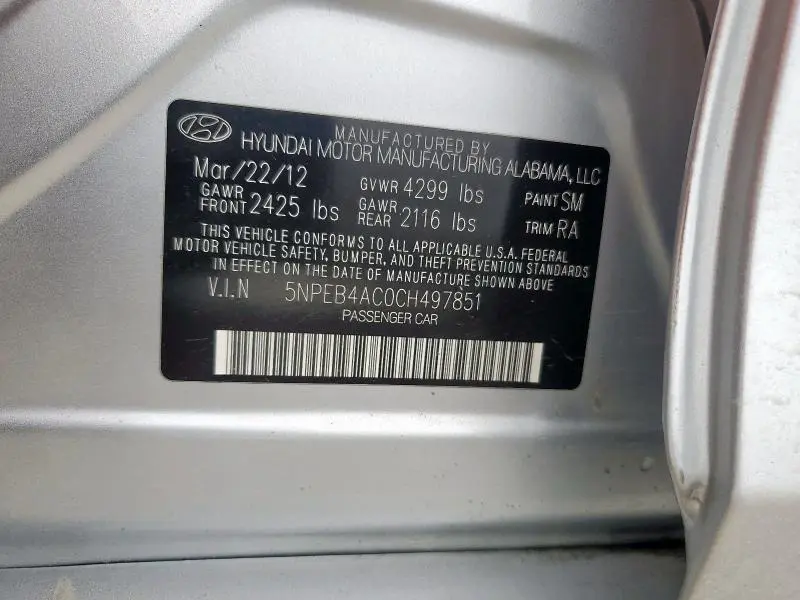 MANUFACTURED BY
HYUNDAI MOTOR MANUFACTURING ALABAMA, LLC
Mar/22/12 GVWR 4299 lbs PAINT SM
GAWR FRONT 2425 lbs GAWR REAR 2116 lbs TRIM RA
THIS VEHICLE CONFORMS TO ALL APPLICABLE U.S.A. FEDERAL
MOTOR VEHICLE SAFETY, BUMPER, AND THEFT PREVENTION STANDARDS
IN EFFECT ON THE DATE OF MANUFACTURE SHOWN ABOVE
V.I.N 5NPEB4AC0CH497851
PASSENGER CAR